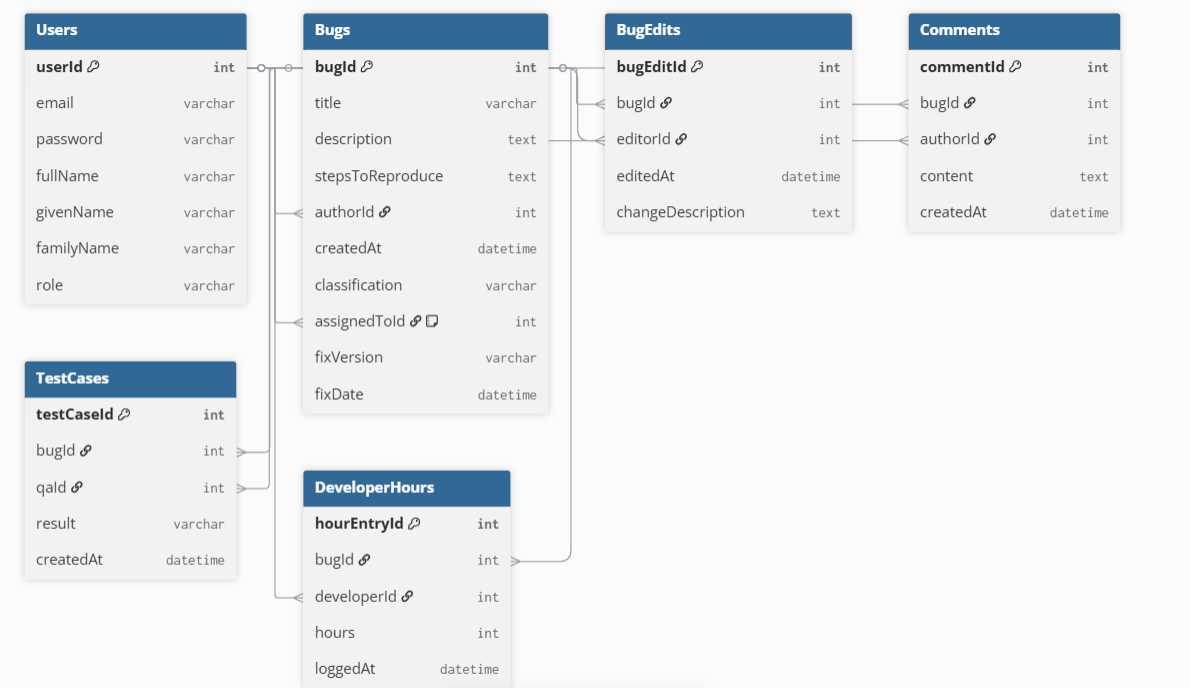 Users
userId int
email varchar
password varchar
fullName varchar
givenName varchar
familyName varchar
role varchar
Bugs
bugId int
title varchar
description text
stepsToReproduce text
authorId int
createdAt datetime
classification varchar
assignedToId int
fixVersion varchar
fixDate datetime
BugEdits
bugEditId int
bugId int
editorId int
editedAt datetime
changeDescription text
Comments
commentId int
bugId int
authorId int
content text
createdAt datetime
TestCases
testCaseId int
bugId int
qaId int
result varchar
createdAt datetime
DeveloperHours
hourEntryId int
bugId int
developerId int
hours int
loggedAt datetime